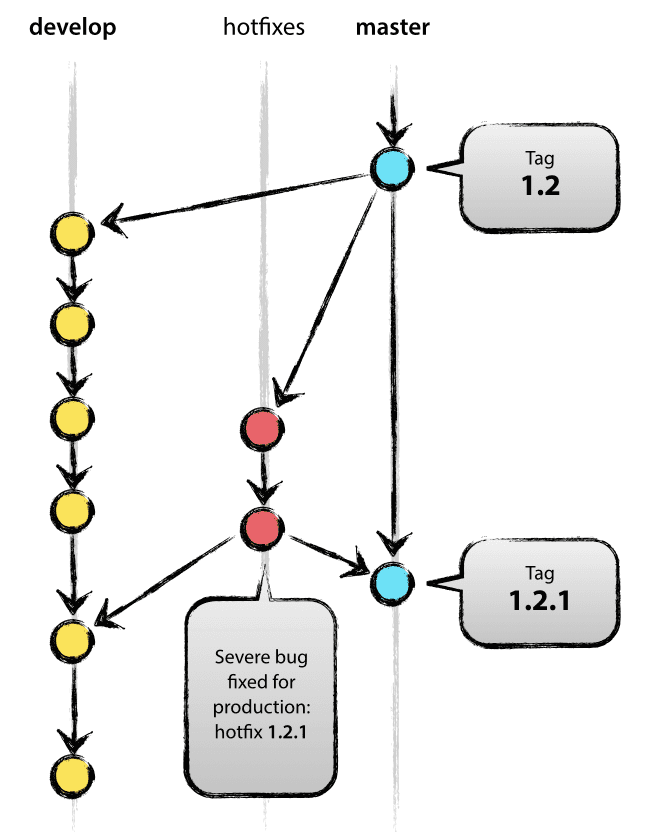 develop
hotfixes
master
Tag
1.2
Tag
1.2.1
Severe bug
fixed for
production:
hotfix 1.2.1